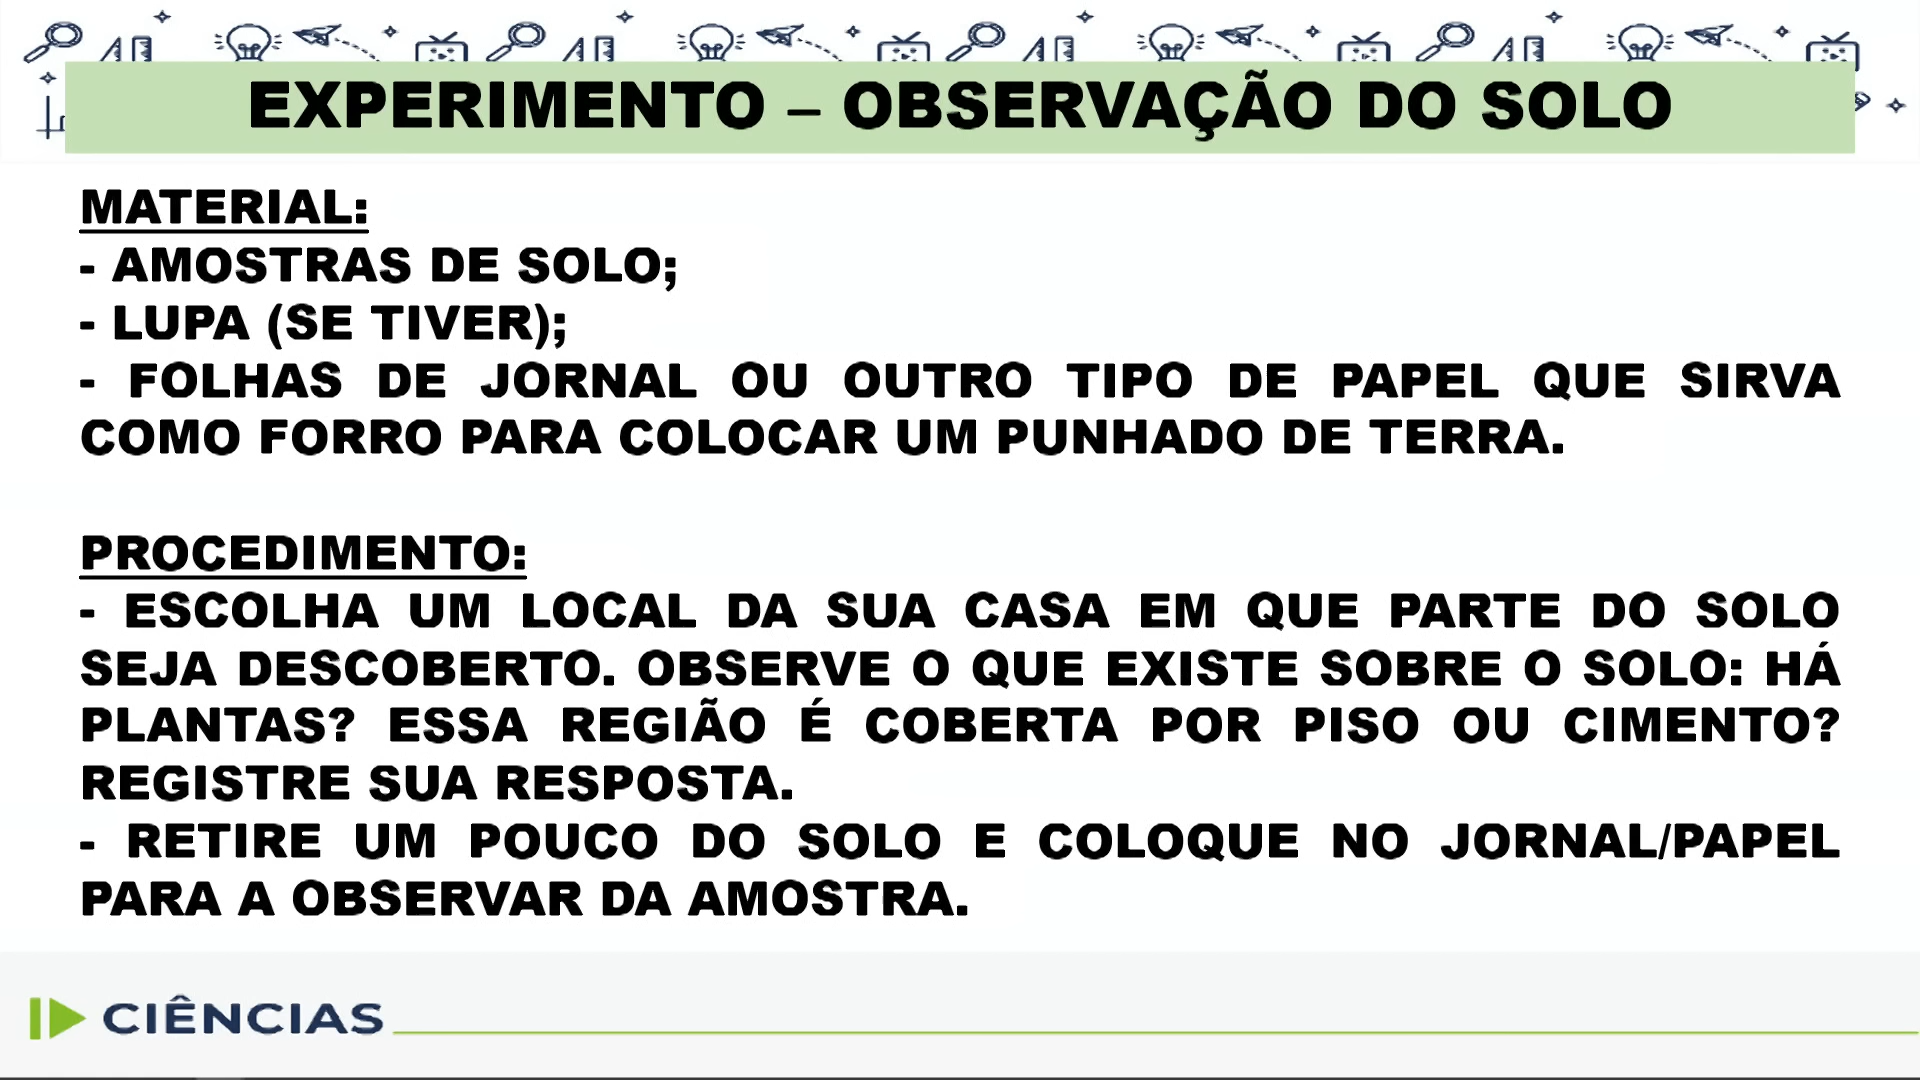 EXPERIMENTO – OBSERVAÇÃO DO SOLO
MATERIAL:
- AMOSTRAS DE SOLO;
- LUPA (SE TIVER);
- FOLHAS DE JORNAL OU OUTRO TIPO DE PAPEL QUE SIRVA
COMO FORRO PARA COLOCAR UM PUNHADO DE TERRA.
PROCEDIMENTO:
- ESCOLHA UM LOCAL DA SUA CASA EM QUE PARTE DO SOLO
SEJA DESCOBERTO. OBSERVE O QUE EXISTE SOBRE O SOLO: HÁ
PLANTAS? ESSA REGIÃO É COBERTA POR PISO OU CIMENTO?
REGISTRE SUA RESPOSTA.
- RETIRE UM POUCO DO SOLO E COLOQUE NO JORNAL/PAPEL
PARA A OBSERVAR DA AMOSTRA.
CIÊNCIAS